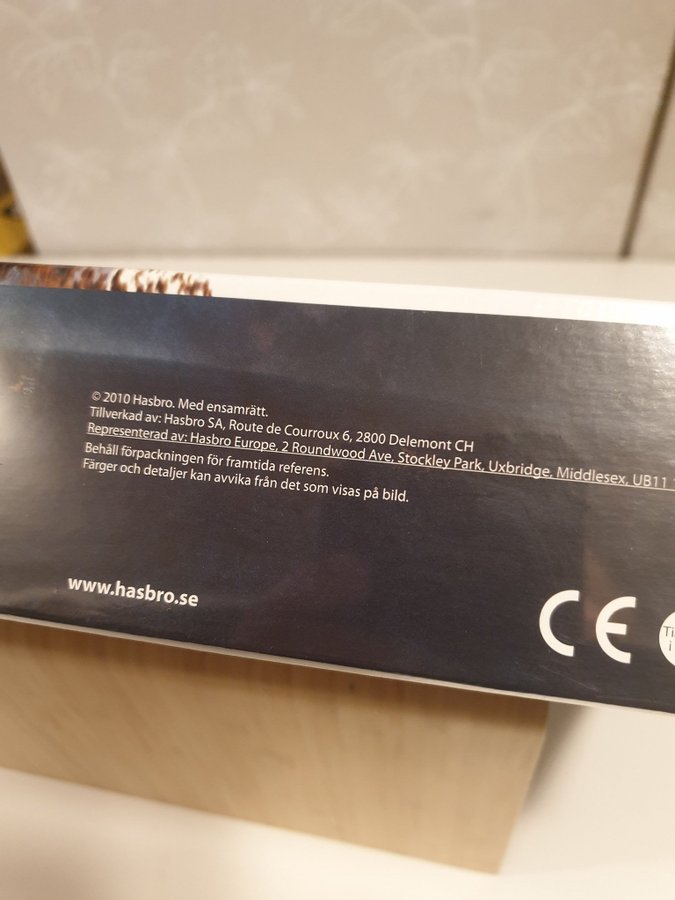 © 2010 Hasbro. Med ensamrätt.
Tillverkad av: Hasbro SA, Route de Courroux 6, 2800 Delemont CH
Representerad av: Hasbro Europe, 2 Roundwood Ave, Stockley Park, Uxbridge, Middlesex, UB11
Behåll förpackningen för framtida referens.
Färger och detaljer kan avvika från det som visas på bild.
www.hasbro.se
CE